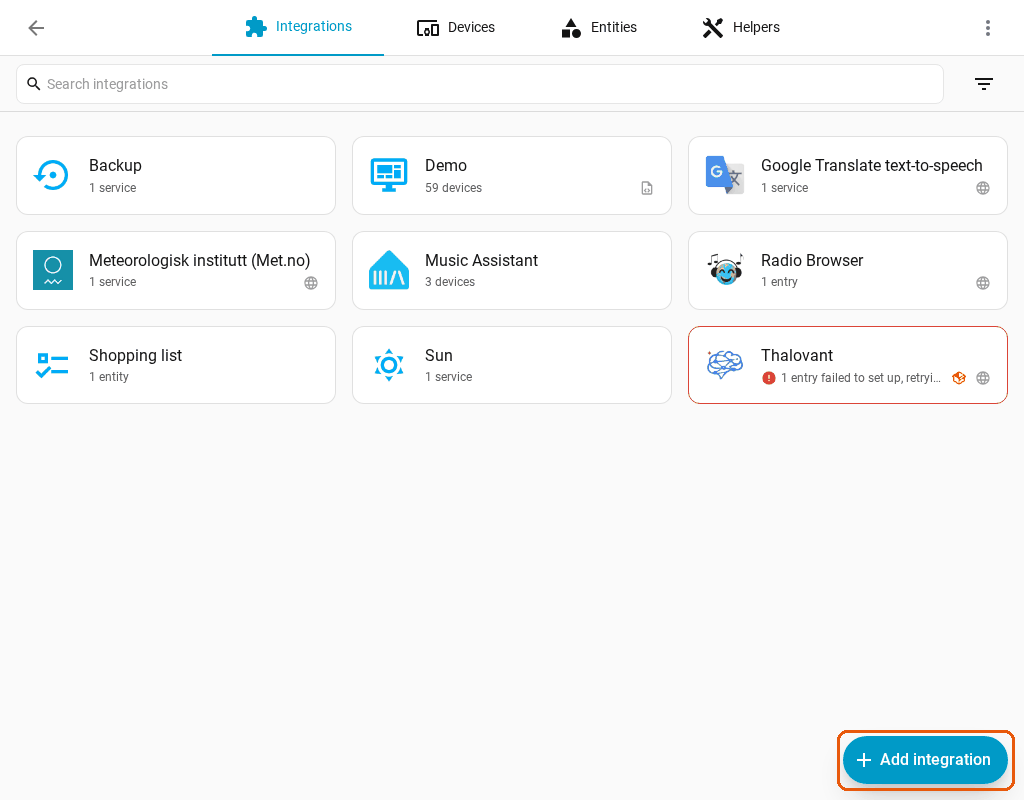 Integrations
Devices
Entities
Helpers
Search integrations
Backup
1 service
Demo
59 devices
Google Translate text-to-speech
1 service
Meteorologisk institutt (Met.no)
1 service
Music Assistant
3 devices
Radio Browser
1 entry
Shopping list
1 entity
Sun
1 service
Thalovant
1 entry failed to set up, retryi...
Add integration